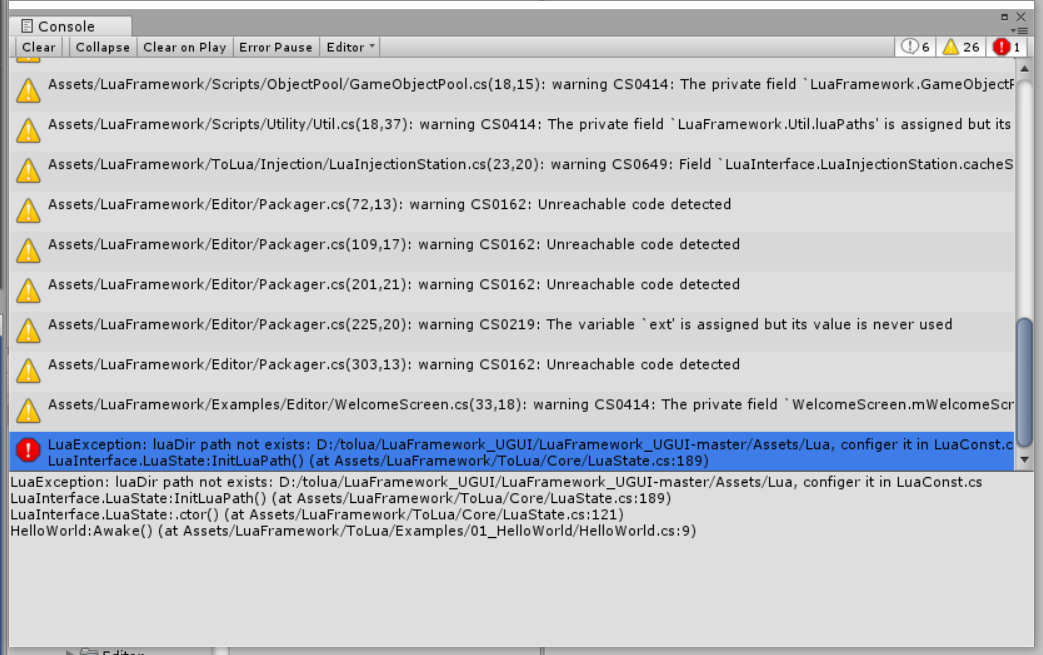 Console
Clear Collapse Clear on Play Error Pause Editor 6 26 1
Assets/LuaFramework/Scripts/ObjectPool/GameObjectPool.cs(18,15): warning CS0414: The private field `LuaFramework.GameObjectP
Assets/LuaFramework/Scripts/Utility/Util.cs(18,37): warning CS0414: The private field `LuaFramework.Util.luaPaths' is assigned but its
Assets/LuaFramework/ToLua/Injection/LuaInjectionStation.cs(23,20): warning CS0649: Field `LuaInterface.LuaInjectionStation.cacheS
Assets/LuaFramework/Editor/Packager.cs(72,13): warning CS0162: Unreachable code detected
Assets/LuaFramework/Editor/Packager.cs(109,17): warning CS0162: Unreachable code detected
Assets/LuaFramework/Editor/Packager.cs(201,21): warning CS0162: Unreachable code detected
Assets/LuaFramework/Editor/Packager.cs(225,20): warning CS0219: The variable `ext' is assigned but its value is never used
Assets/LuaFramework/Editor/Packager.cs(303,13): warning CS0162: Unreachable code detected
Assets/LuaFramework/Examples/Editor/WelcomeScreen.cs(33,18): warning CS0414: The private field `WelcomeScreen.mWelcomeScr
LuaException: luaDir path not exists: D:/tolua/LuaFramework_UGUI/LuaFramework_UGUI-master/Assets/Lua, configer it in LuaConst.c
LuaInterface.LuaState:InitLuaPath() (at Assets/LuaFramework/ToLua/Core/LuaState.cs:189)
LuaException: luaDir path not exists: D:/tolua/LuaFramework_UGUI/LuaFramework_UGUI-master/Assets/Lua, configer it in LuaConst.cs
LuaInterface.LuaState:InitLuaPath() (at Assets/LuaFramework/ToLua/Core/LuaState.cs:189)
LuaInterface.LuaState:.ctor() (at Assets/LuaFramework/ToLua/Core/LuaState.cs:121)
HelloWorld:Awake() (at Assets/LuaFramework/ToLua/Examples/01_HelloWorld/HelloWorld.cs:9)
Editor